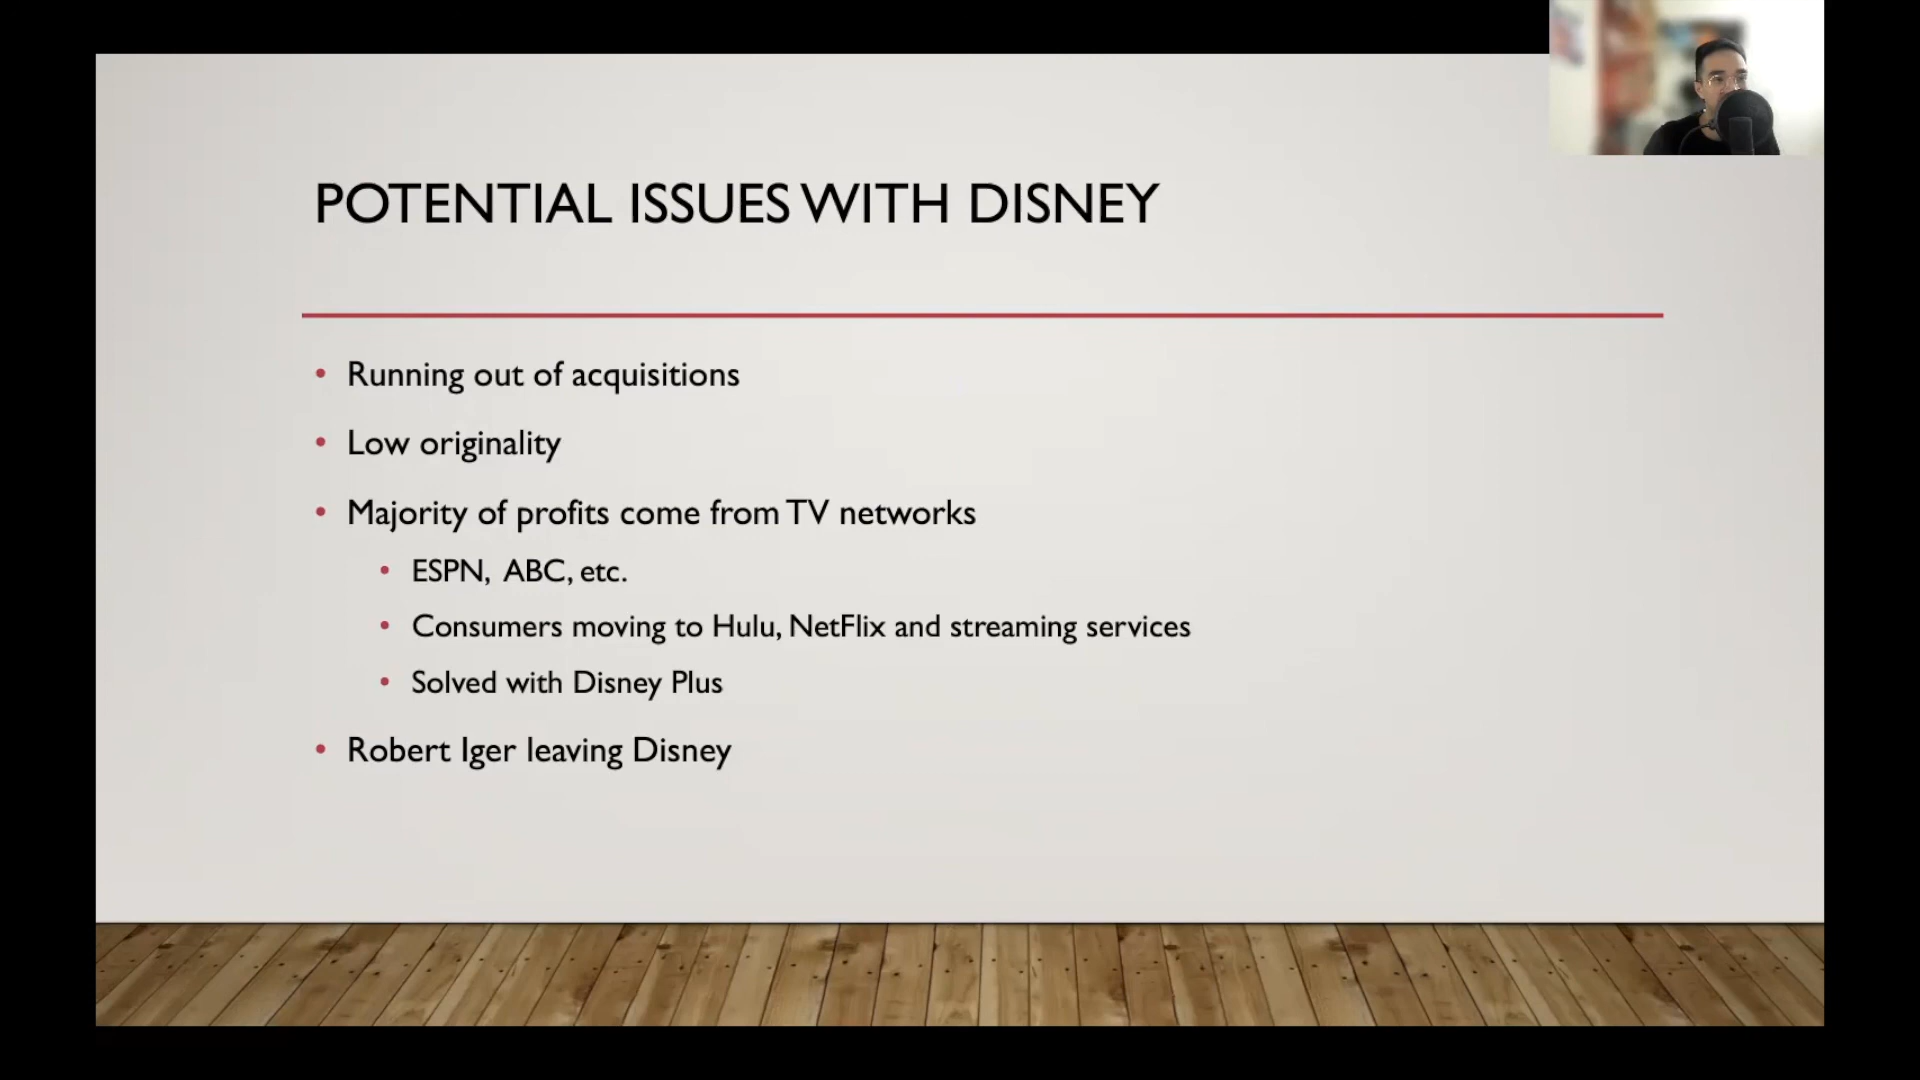 POTENTIAL ISSUES WITH DISNEY
• Running out of acquisitions
• Low originality
• Majority of profits come from TV networks
• ESPN, ABC, etc.
• Consumers moving to Hulu, NetFlix and streaming services
• Solved with Disney Plus
• Robert Iger leaving Disney